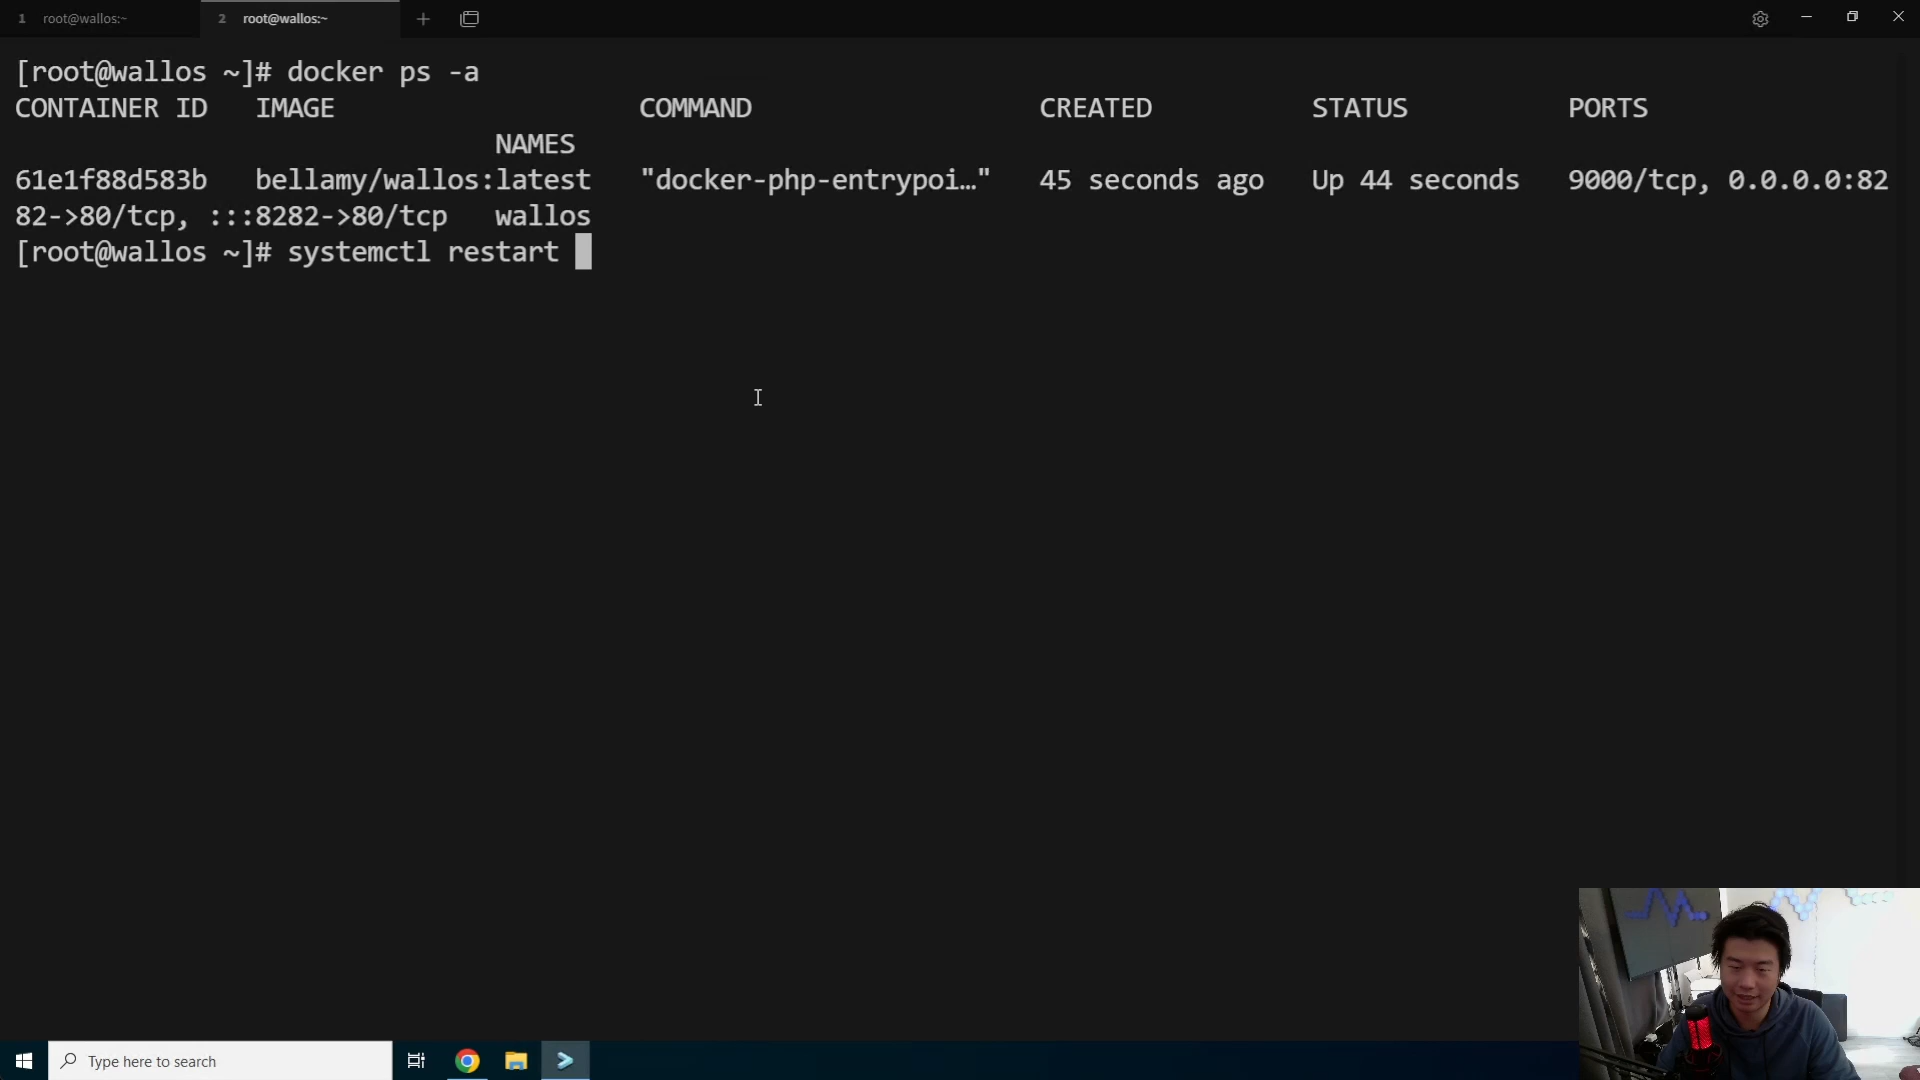 1 root@wallos:~ 2 root@wallos:~
[root@wallos ~]# docker ps -a
CONTAINER ID   IMAGE                   COMMAND                  CREATED          STATUS          PORTS
                              NAMES
61e1f88d583b   bellamy/wallos:latest   "docker-php-entrypoi…"   45 seconds ago   Up 44 seconds   9000/tcp, 0.0.0.0:82
82->80/tcp, :::8282->80/tcp   wallos
[root@wallos ~]# systemctl restart
Type here to search